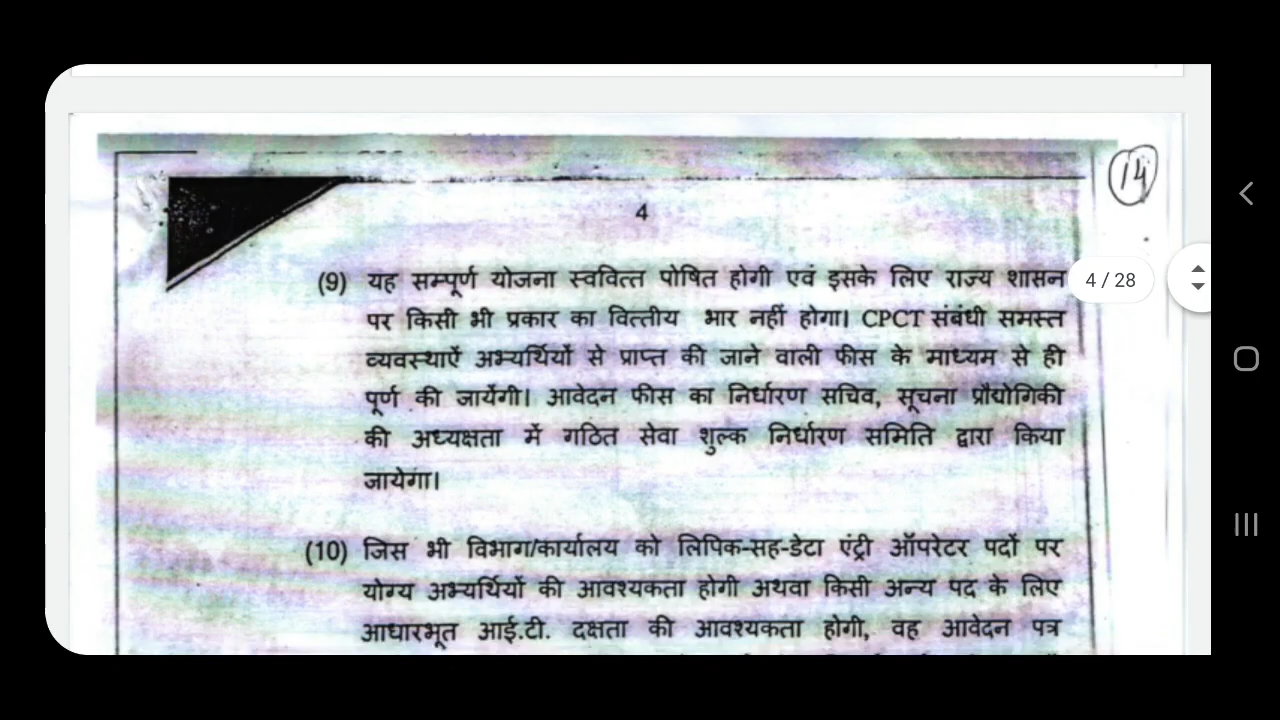 14
4
(9) यह सम्पूर्ण योजना स्ववित्त पोषित होगी एवं इसके लिए राज्य शासन
4 / 28
पर किसी भी प्रकार का वित्तीय भार नहीं होगा। CPCT संबंधी समस्त
व्यवस्थाऐं अभ्यर्थियों से प्राप्त की जाने वाली फीस के माध्यम से ही
पूर्ण की जायेंगी। आवेदन फीस का निर्धारण सचिव, सूचना प्रौद्योगिकी
की अध्यक्षता में गठित सेवा शुल्क निर्धारण समिति द्वारा किया
जायेगा।
(10) जिस भी विभाग/कार्यालय को लिपिक-सह-डेटा एंट्री ऑपरेटर पदों पर
योग्य अभ्यर्थियों की आवश्यकता होगी अथवा किसी अन्य पद के लिए
आधारभूत आई.टी. दक्षता की आवश्यकता होगी, वह आवेदन पत्र